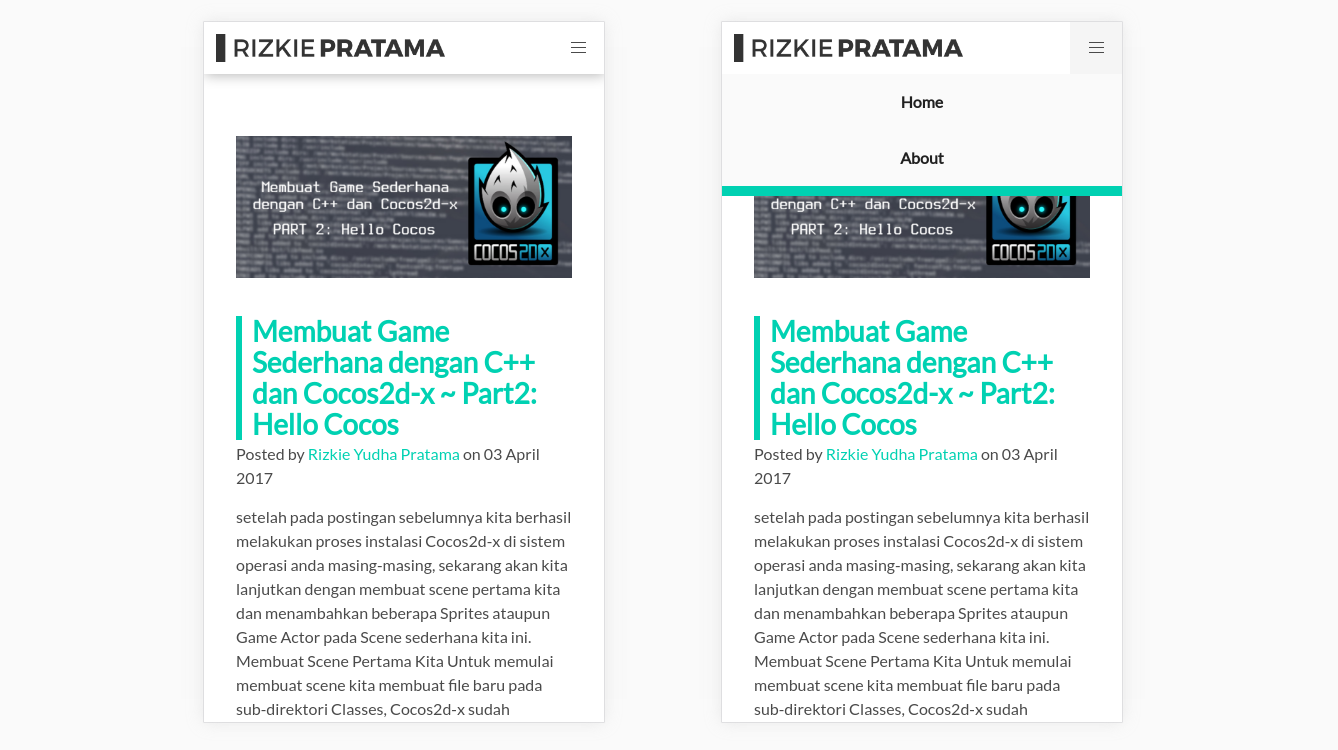 RIZKIE PRATAMA
Membuat Game Sederhana
dengan C++ dan Cocos2d-x
PART 2: Hello Cocos
COCOS2DX
Membuat Game
Sederhana dengan C++
dan Cocos2d-x ~ Part2:
Hello Cocos
Posted by Rizkie Yudha Pratama on 03 April
2017
setelah pada postingan sebelumnya kita berhasil
melakukan proses instalasi Cocos2d-x di sistem
operasi anda masing-masing, sekarang akan kita
lanjutkan dengan membuat scene pertama kita
dan menambahkan beberapa Sprites ataupun
Game Actor pada Scene sederhana kita ini.
Membuat Scene Pertama Kita Untuk memulai
membuat scene kita membuat file baru pada
sub-direktori Classes, Cocos2d-x sudah
RIZKIE PRATAMA
Home
About
dengan C++ dan Cocos2d-x
PART 2: Hello Cocos
COCOS2DX
Membuat Game
Sederhana dengan C++
dan Cocos2d-x ~ Part2:
Hello Cocos
Posted by Rizkie Yudha Pratama on 03 April
2017
setelah pada postingan sebelumnya kita berhasil
melakukan proses instalasi Cocos2d-x di sistem
operasi anda masing-masing, sekarang akan kita
lanjutkan dengan membuat scene pertama kita
dan menambahkan beberapa Sprites ataupun
Game Actor pada Scene sederhana kita ini.
Membuat Scene Pertama Kita Untuk memulai
membuat scene kita membuat file baru pada
sub-direktori Classes, Cocos2d-x sudah